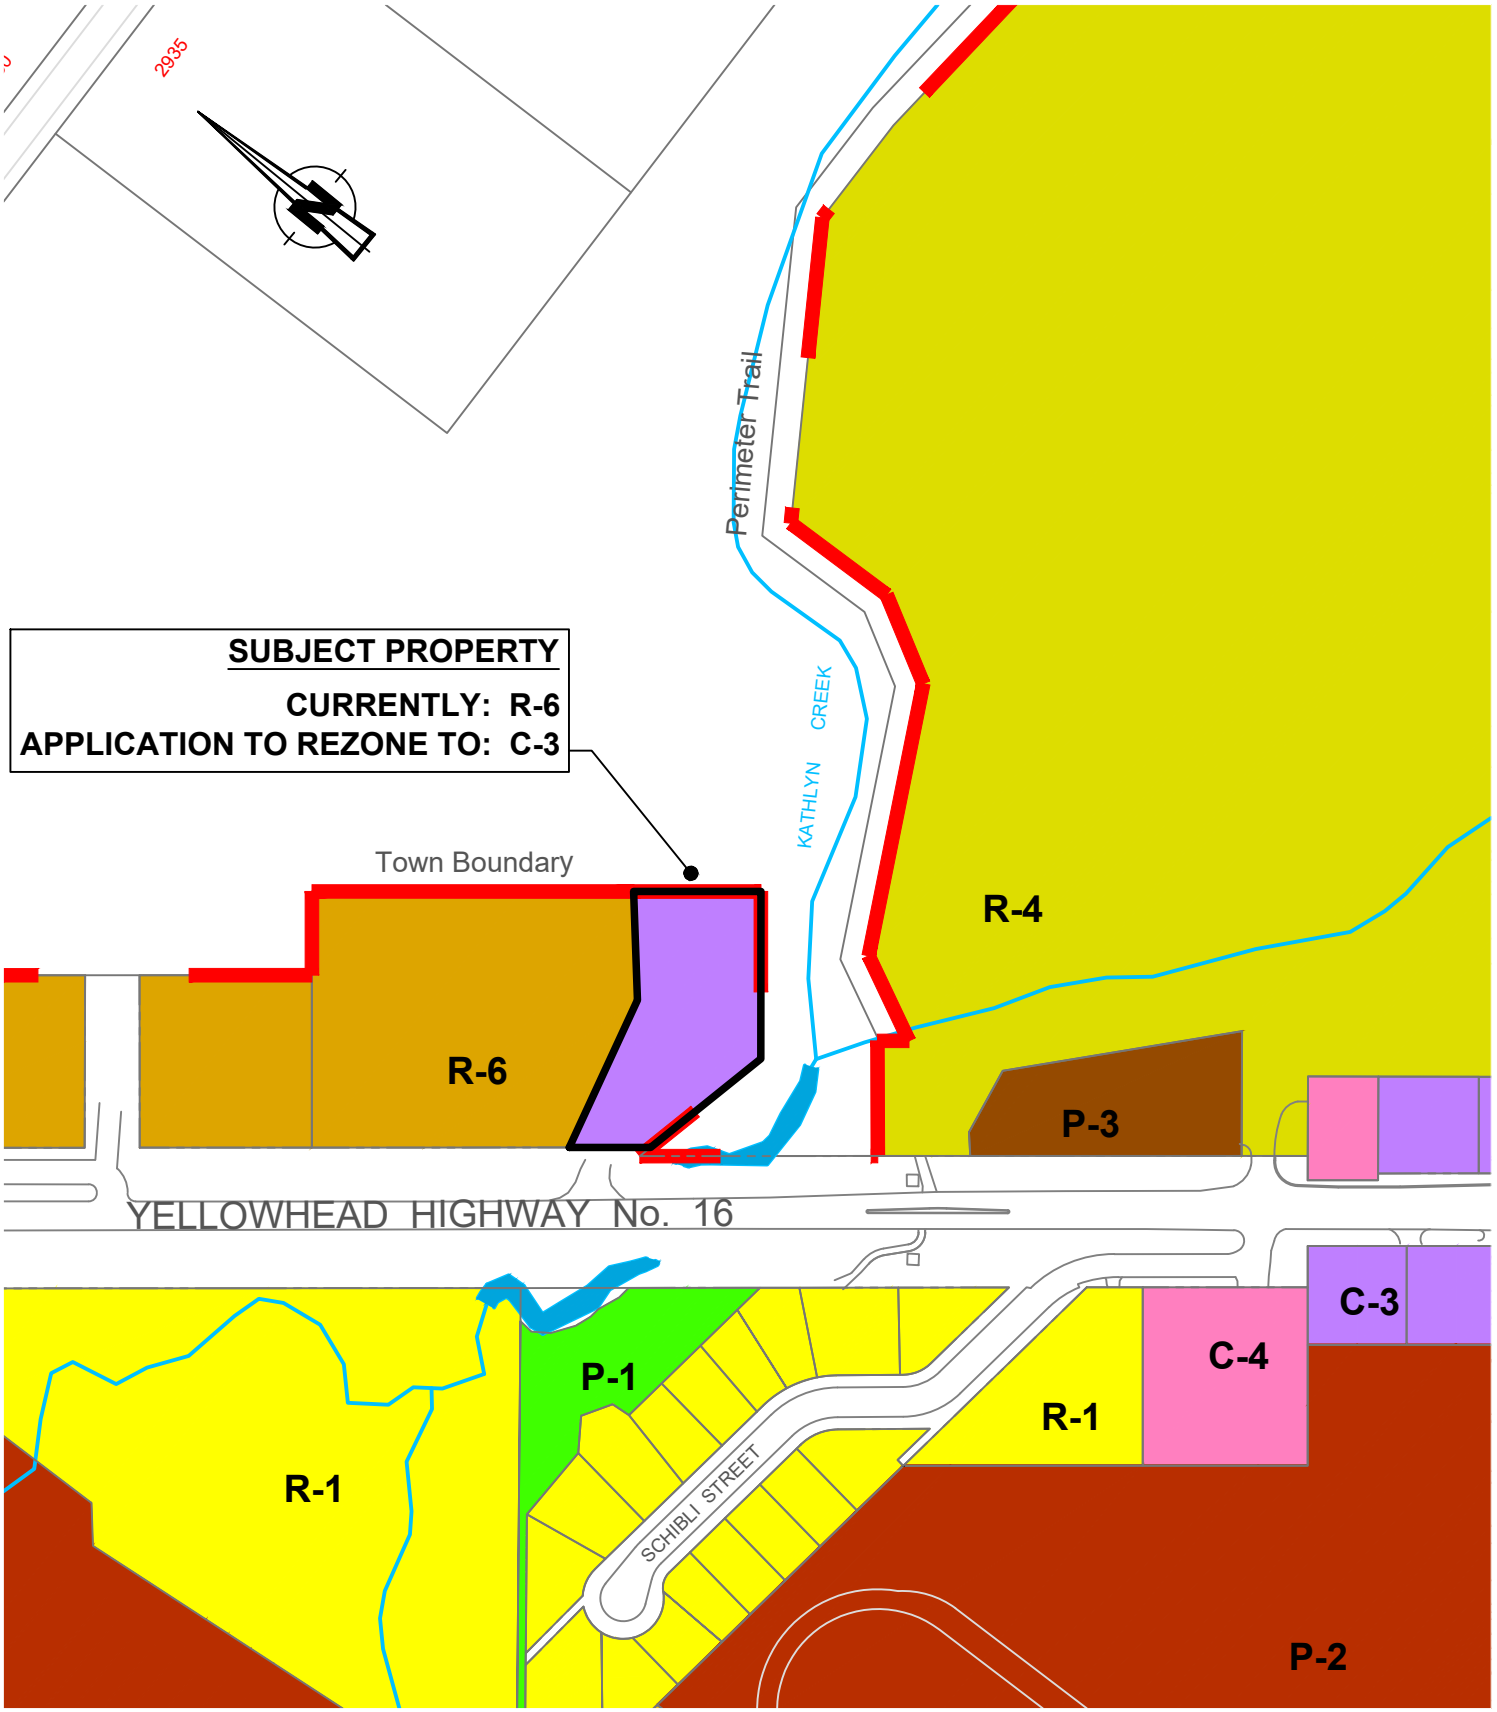 2935
N
Perimeter Trail
SUBJECT PROPERTY
CURRENTLY: R-6
APPLICATION TO REZONE TO: C-3
KATHLYN CREEK
Town Boundary
R-4
R-6
P-3
YELLOWHEAD HIGHWAY No. 16
C-3
C-4
P-1
R-1
R-1
SCHIBLI STREET
P-2